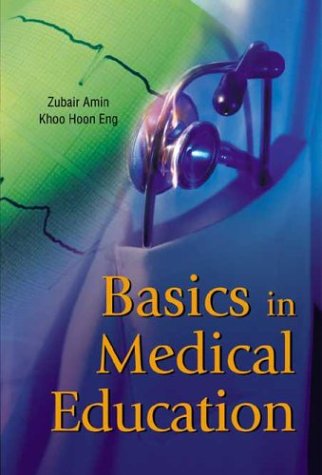 Zubair Amin
Khoo Hoon Eng
Basics in
Medical
Education